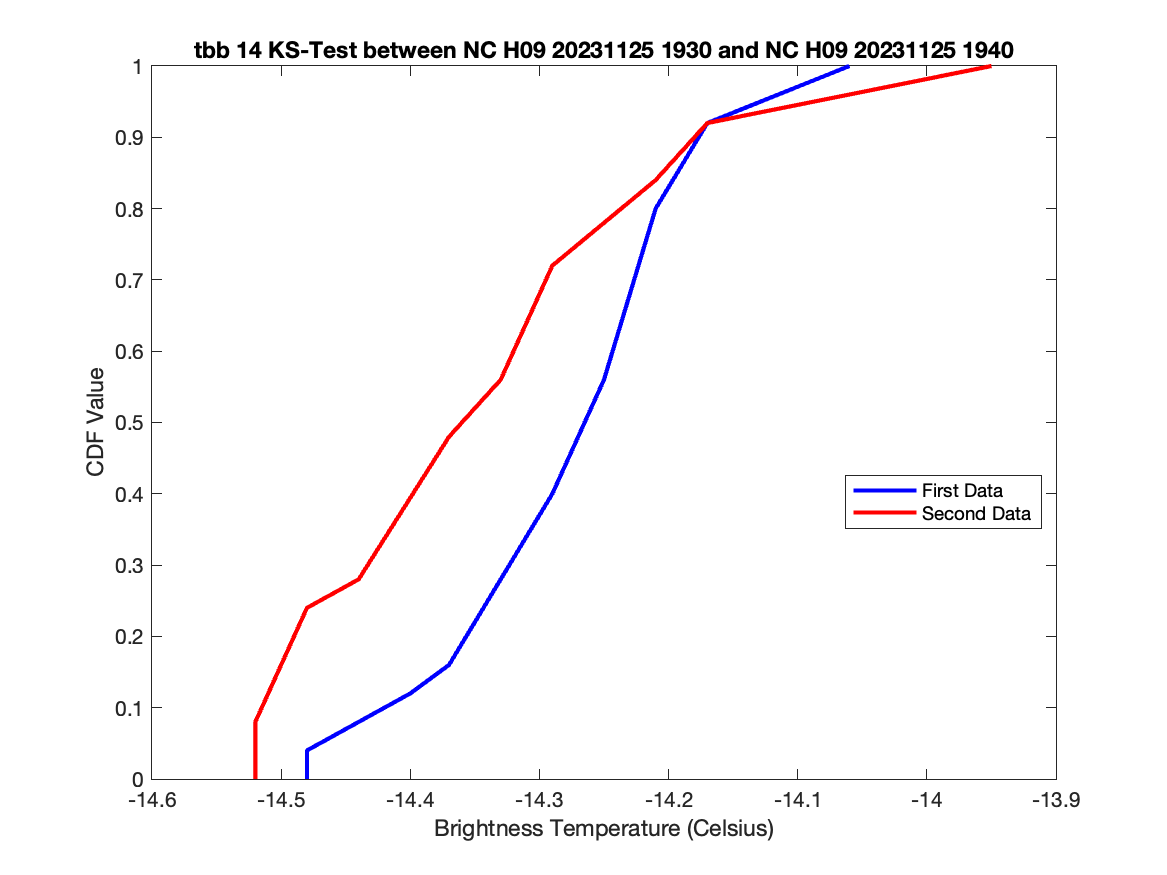 tbb 14 KS-Test between NC H09 20231125 1930 and NC H09 20231125 1940
1
0.9
0.8
0.7
0.6
0.5
0.4
0.3
0.2
0.1
0
CDF Value
First Data
Second Data
-14.6 -14.5 -14.4 -14.3 -14.2 -14.1 -14 -13.9
Brightness Temperature (Celsius)